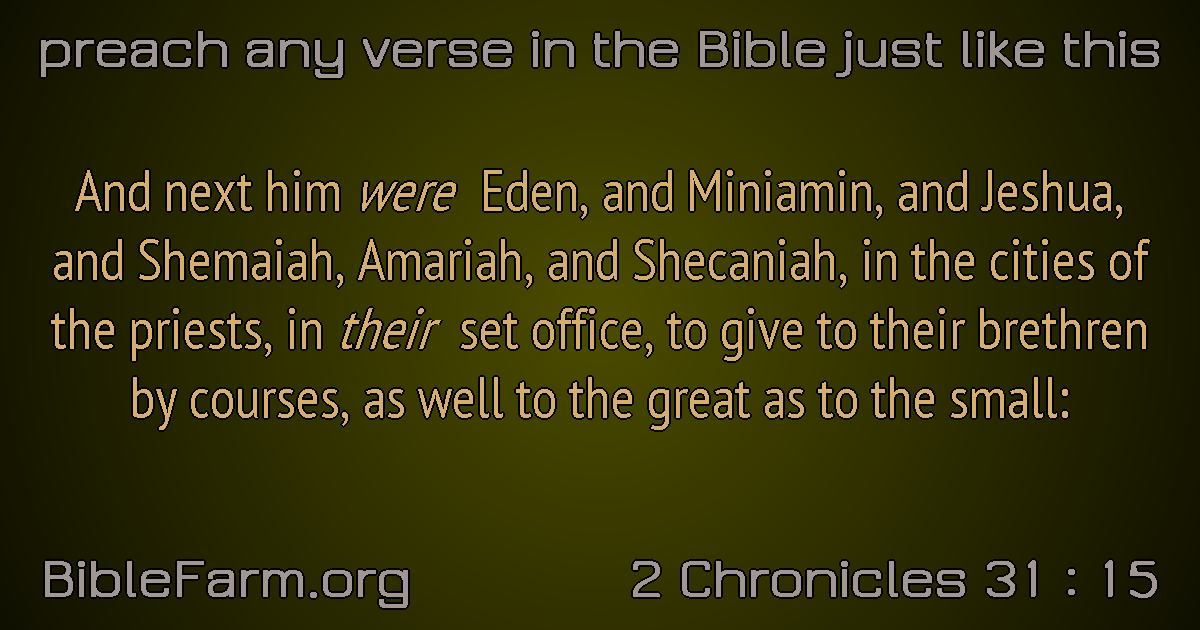 preach any verse in the Bible just like this
And next him were Eden, and Miniamin, and Jeshua,
and Shemaiah, Amariah, and Shecaniah, in the cities of
the priests, in their set office, to give to their brethren
by courses, as well to the great as to the small:
BibleFarm.org
2 Chronicles 31 : 15